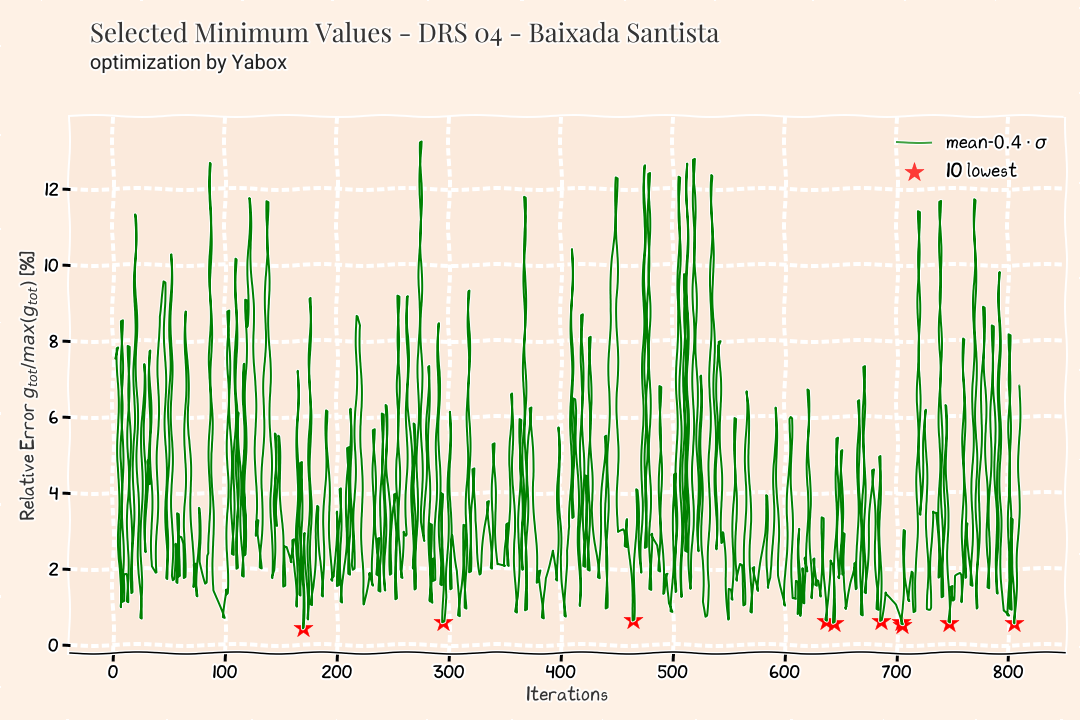 Selected Minimum Values - DRS 04 - Baixada Santista
optimization by Yabox
mean-0.4 · σ
10 lowest
Relative Error g_tot/max(g_tot) [%]
12
10
8
6
4
2
0
0 100 200 300 400 500 600 700 800
Iterations